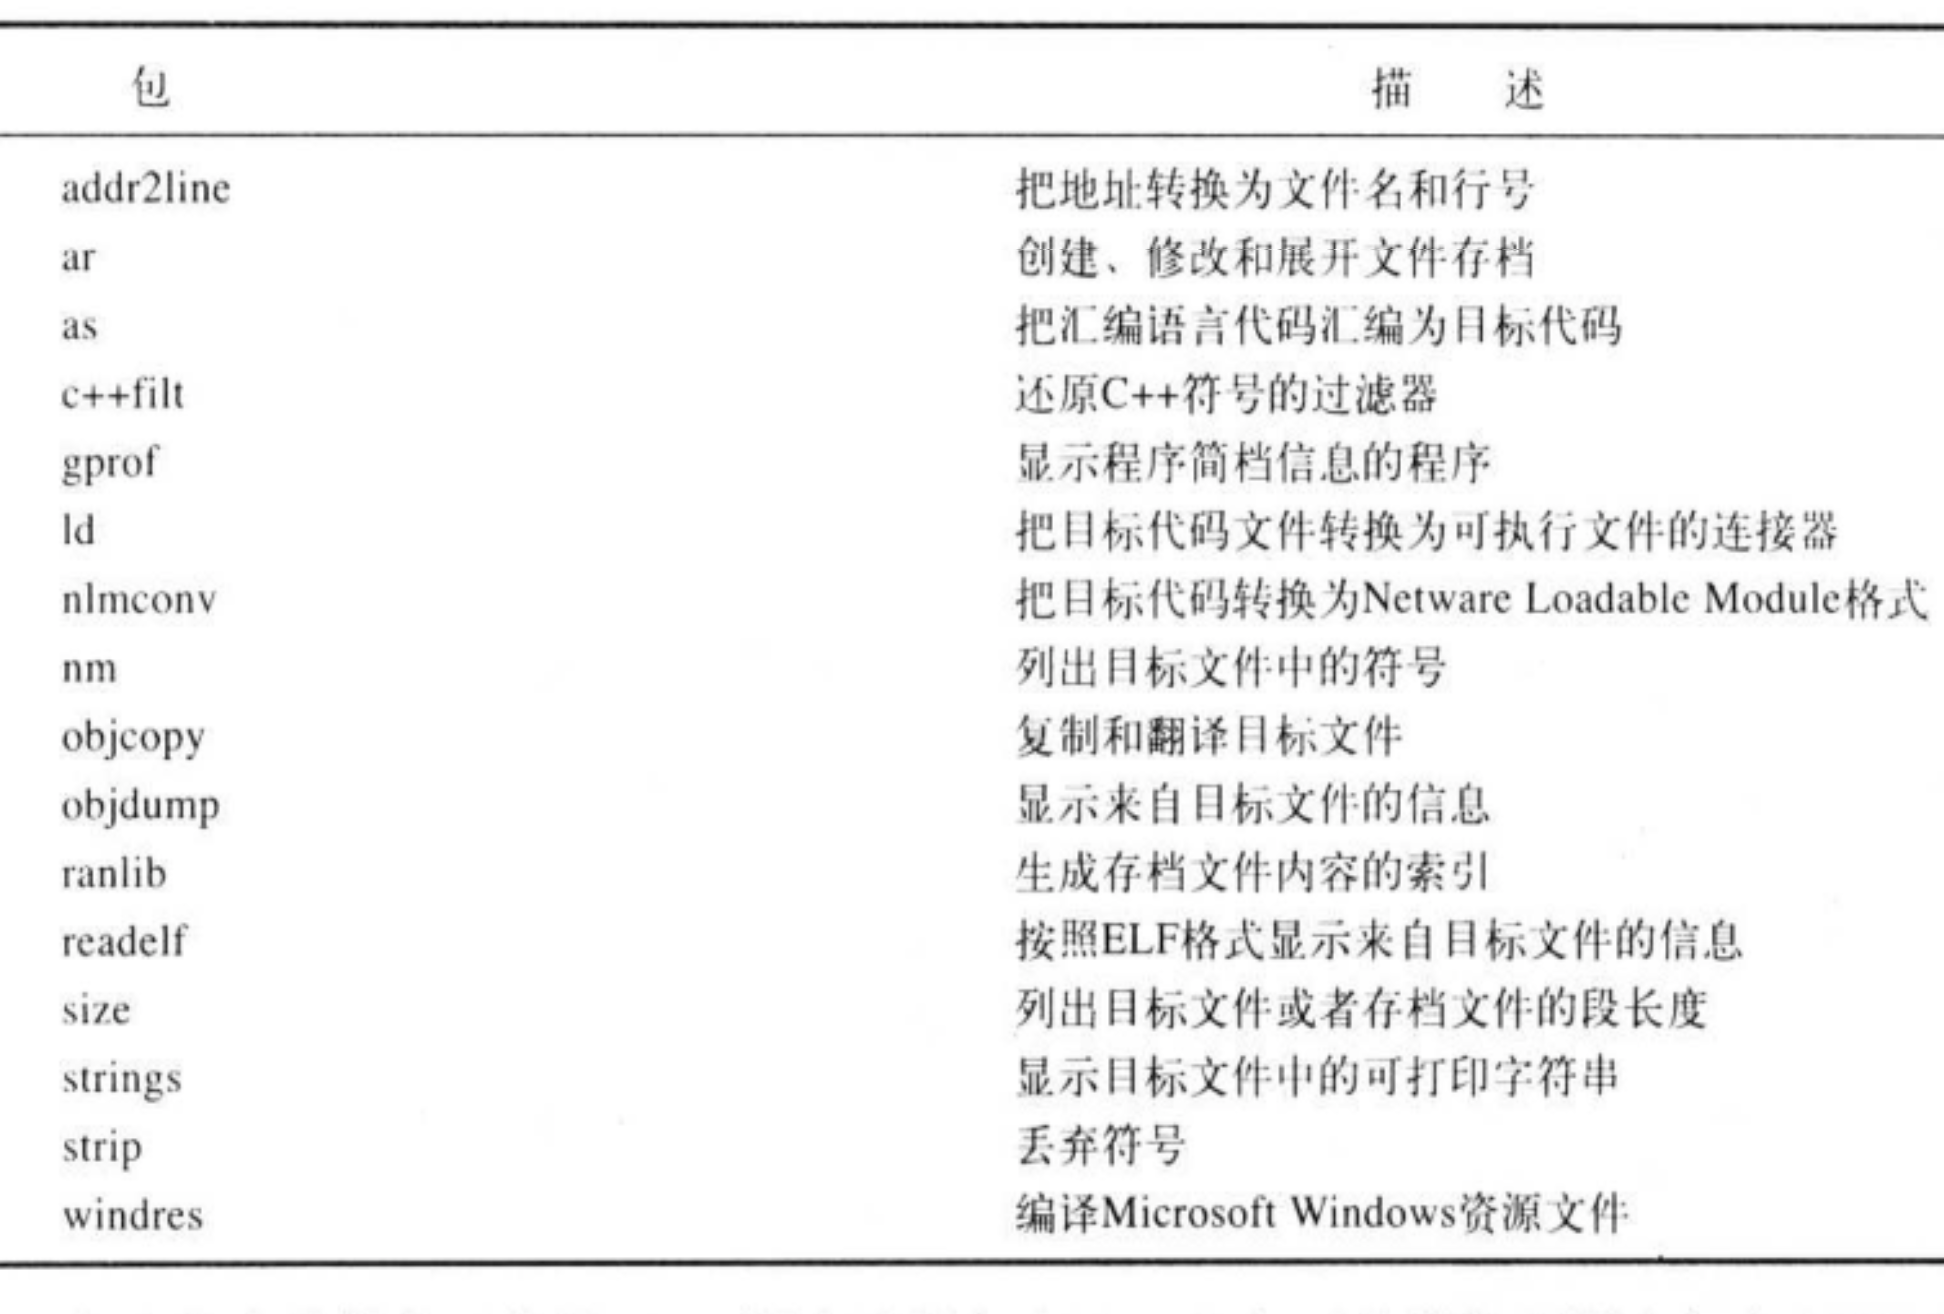 包 描 述
addr2line 把地址转换为文件名和行号
ar 创建、修改和展开文件存档
as 把汇编语言代码汇编为目标代码
c++filt 还原C++符号的过滤器
gprof 显示程序简档信息的程序
ld 把目标代码文件转换为可执行文件的连接器
nlmconv 把目标代码转换为Netware Loadable Module格式
nm 列出目标文件中的符号
objcopy 复制和翻译目标文件
objdump 显示来自目标文件的信息
ranlib 生成存档文件内容的索引
readelf 按照ELF格式显示来自目标文件的信息
size 列出目标文件或者存档文件的段长度
strings 显示目标文件中的可打印字符串
strip 丢弃符号
windres 编译Microsoft Windows资源文件